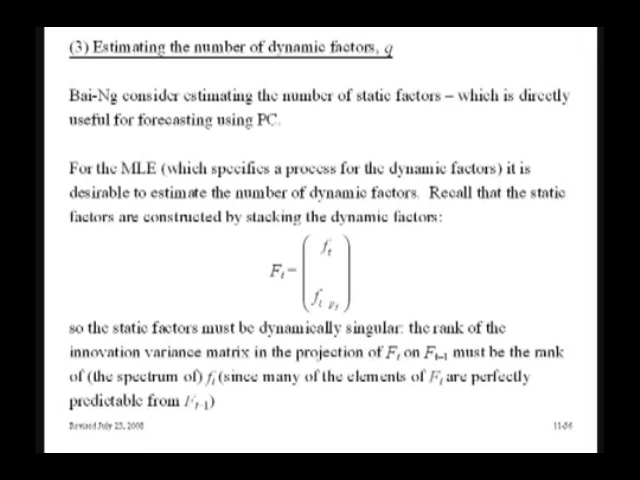 (3) Estimating the number of dynamic factors, q
Bai-Ng consider estimating the number of static factors – which is directly
useful for forecasting using PC.
For the MLE (which specifies a process for the dynamic factors) it is
desirable to estimate the number of dynamic factors. Recall that the static
factors are constructed by stacking the dynamic factors:
f_t
F_t =
so the static factors must be dynamically singular: the rank of the
innovation variance matrix in the projection of F_t on F_{t–1} must be the rank
of (the spectrum of) f_t (since many of the elements of F_t are perfectly
predictable from F_{t–1})
Revised July 23, 2008 11-36